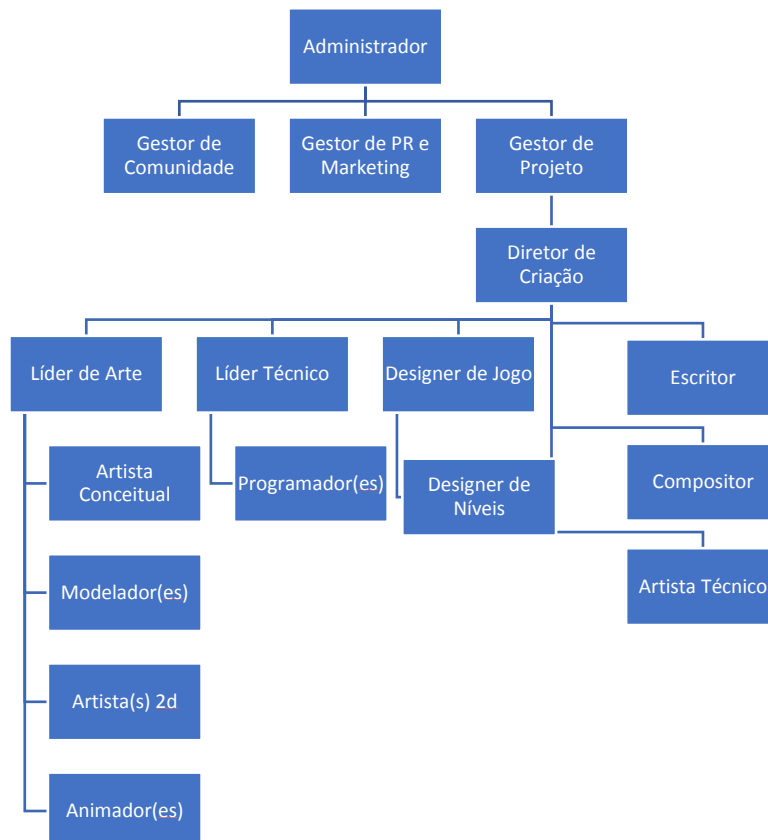 Administrador
Gestor de
Comunidade
Gestor de PR e
Marketing
Gestor de
Projeto
Diretor de
Criação
Líder de Arte
Líder Técnico
Designer de Jogo
Escritor
Artista
Conceitual
Programador(es)
Designer de
Níveis
Compositor
Modelador(es)
Artista Técnico
Artista(s) 2d
Animador(es)